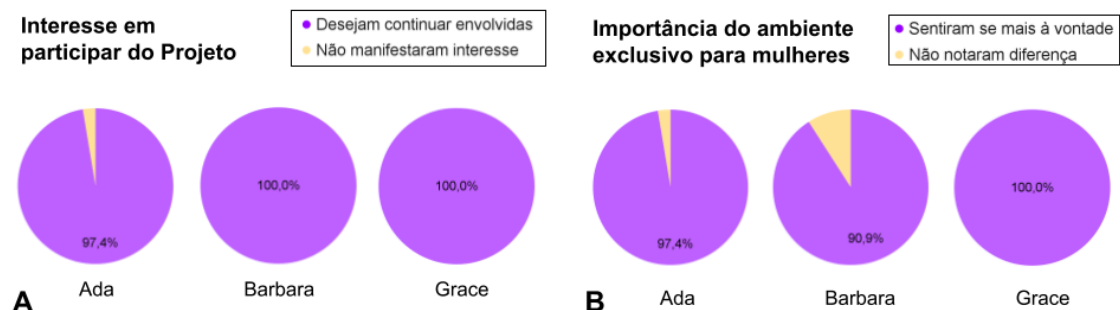 Interesse em
participar do Projeto
Desejam continuar envolvidas
Não manifestaram interesse
97,4%
100,0%
100,0%
Ada
Barbara
Grace
A
Importância do ambiente
exclusivo para mulheres
Sentiram se mais à vontade
Não notaram diferença
97,4%
90,9%
100,0%
Ada
Barbara
Grace
B